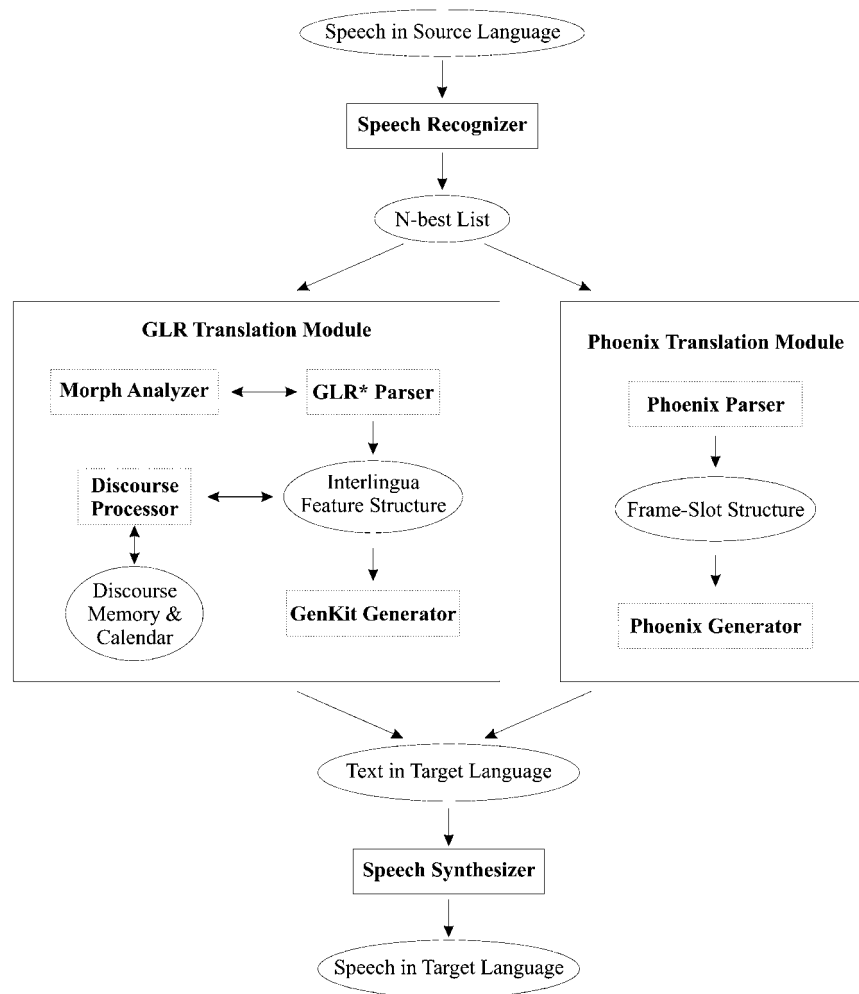 Speech in Source Language
Speech Recognizer
N-best List
GLR Translation Module
Morph Analyzer
GLR* Parser
Interlingua
Feature Structure
Discourse
Processor
Discourse
Memory &
Calendar
GenKit Generator
Phoenix Translation Module
Phoenix Parser
Frame-Slot Structure
Phoenix Generator
Text in Target Language
Speech Synthesizer
Speech in Target Language